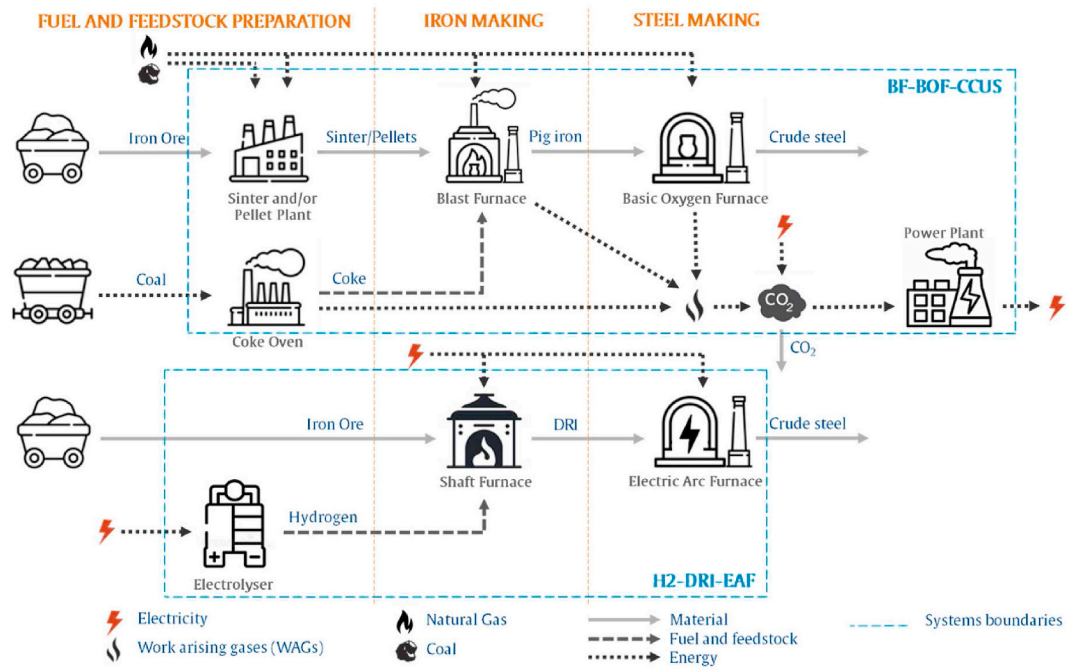 FUEL AND FEEDSTOCK PREPARATION
IRON MAKING
STEEL MAKING
BF-BOF-CCUS
Iron Ore
Sinter/Pellets
Pig iron
Crude steel
Sinter and/or
Pellet Plant
Blast Furnace
Basic Oxygen Furnace
Power Plant
Coal
Coke
CO₂
Coke Oven
CO₂
Iron Ore
DRI
Crude steel
Shaft Furnace
Electric Arc Furnace
Hydrogen
Electrolyser
H2-DRI-EAF
Electricity
Natural Gas
Material
Systems boundaries
Fuel and feedstock
Work arising gases (WAGs)
Coal
Energy